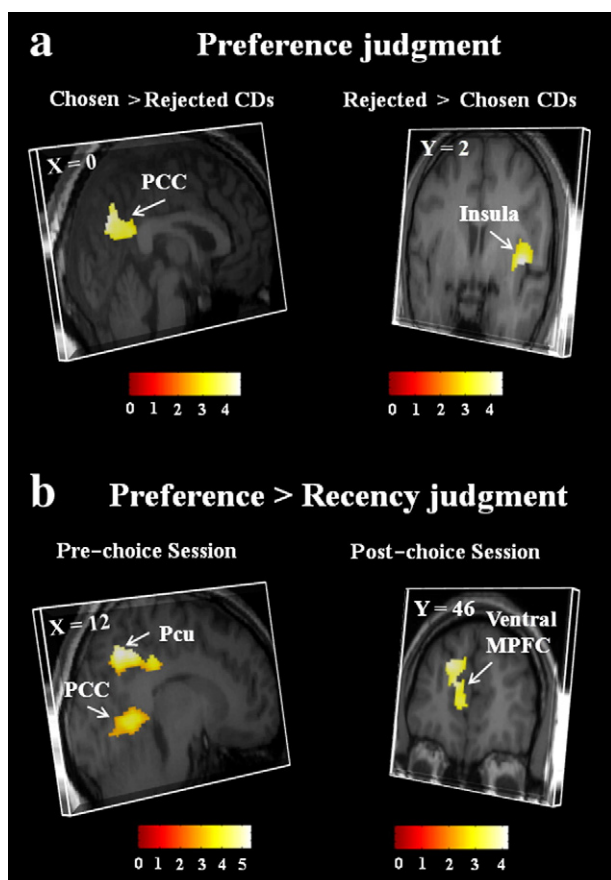 a Preference judgment
Chosen > Rejected CDs
Rejected > Chosen CDs
X = 0
PCC
Y = 2
Insula
0 1 2 3 4
0 1 2 3 4
b Preference > Recency judgment
Pre-choice Session
Post-choice Session
X = 12
Pcu
PCC
Y = 46
Ventral
MPFC
0 1 2 3 4 5
0 1 2 3 4